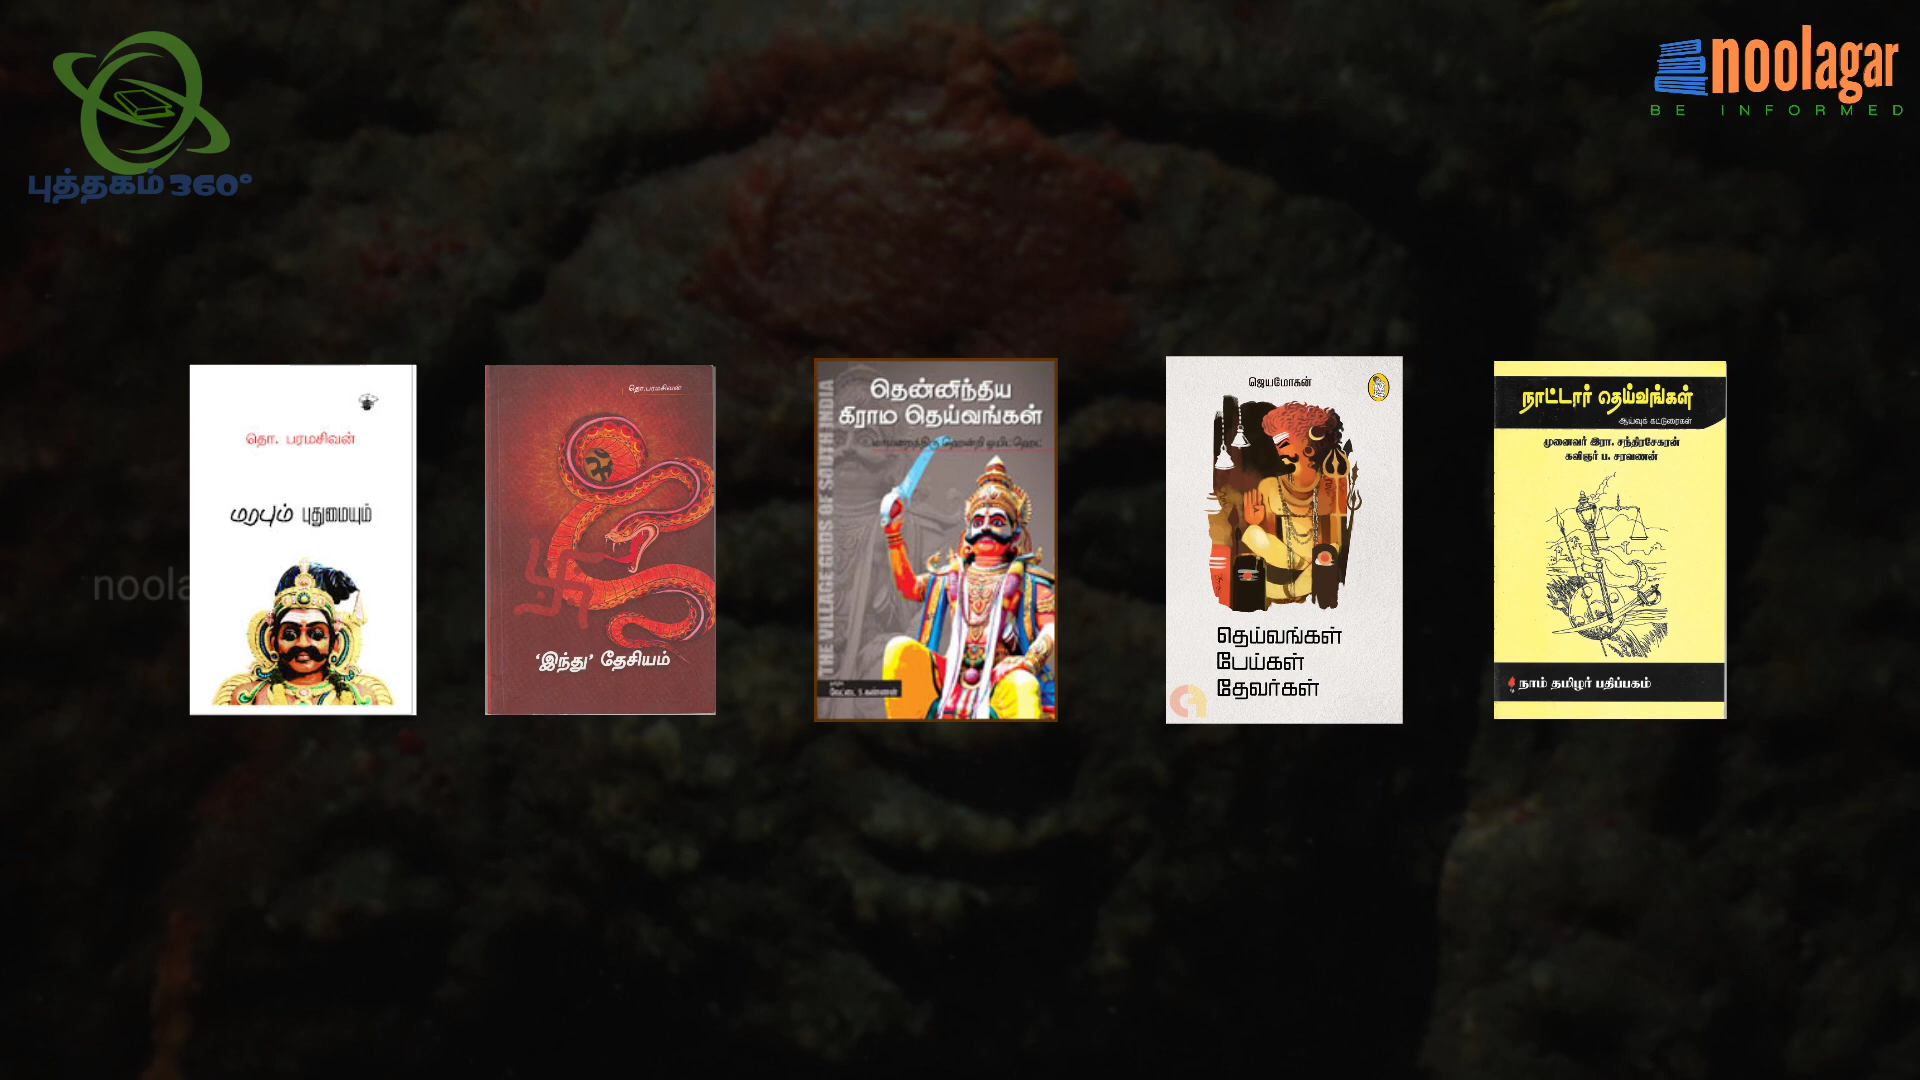 புத்தகம் 360°
noolagar
BE INFORMED
noola
தொ. பரமசிவன்
மரபும் புதுமையும்
தொ.பரமசிவன்
‘இந்து’ தேசியம்
THE VILLAGE GODS OF SOUTH INDIA
தென்னிந்திய
கிராம தெய்வங்கள்
ஜெயமோகன்
தெய்வங்கள்
பேய்கள்
தேவர்கள்
நாட்டார் தெய்வங்கள்
ஆய்வுக் கட்டுரைகள்
முனைவர் இரா. சந்திரசேகரன்
கவிஞர் ப. சரவணன்
நாம் தமிழர் பதிப்பகம்